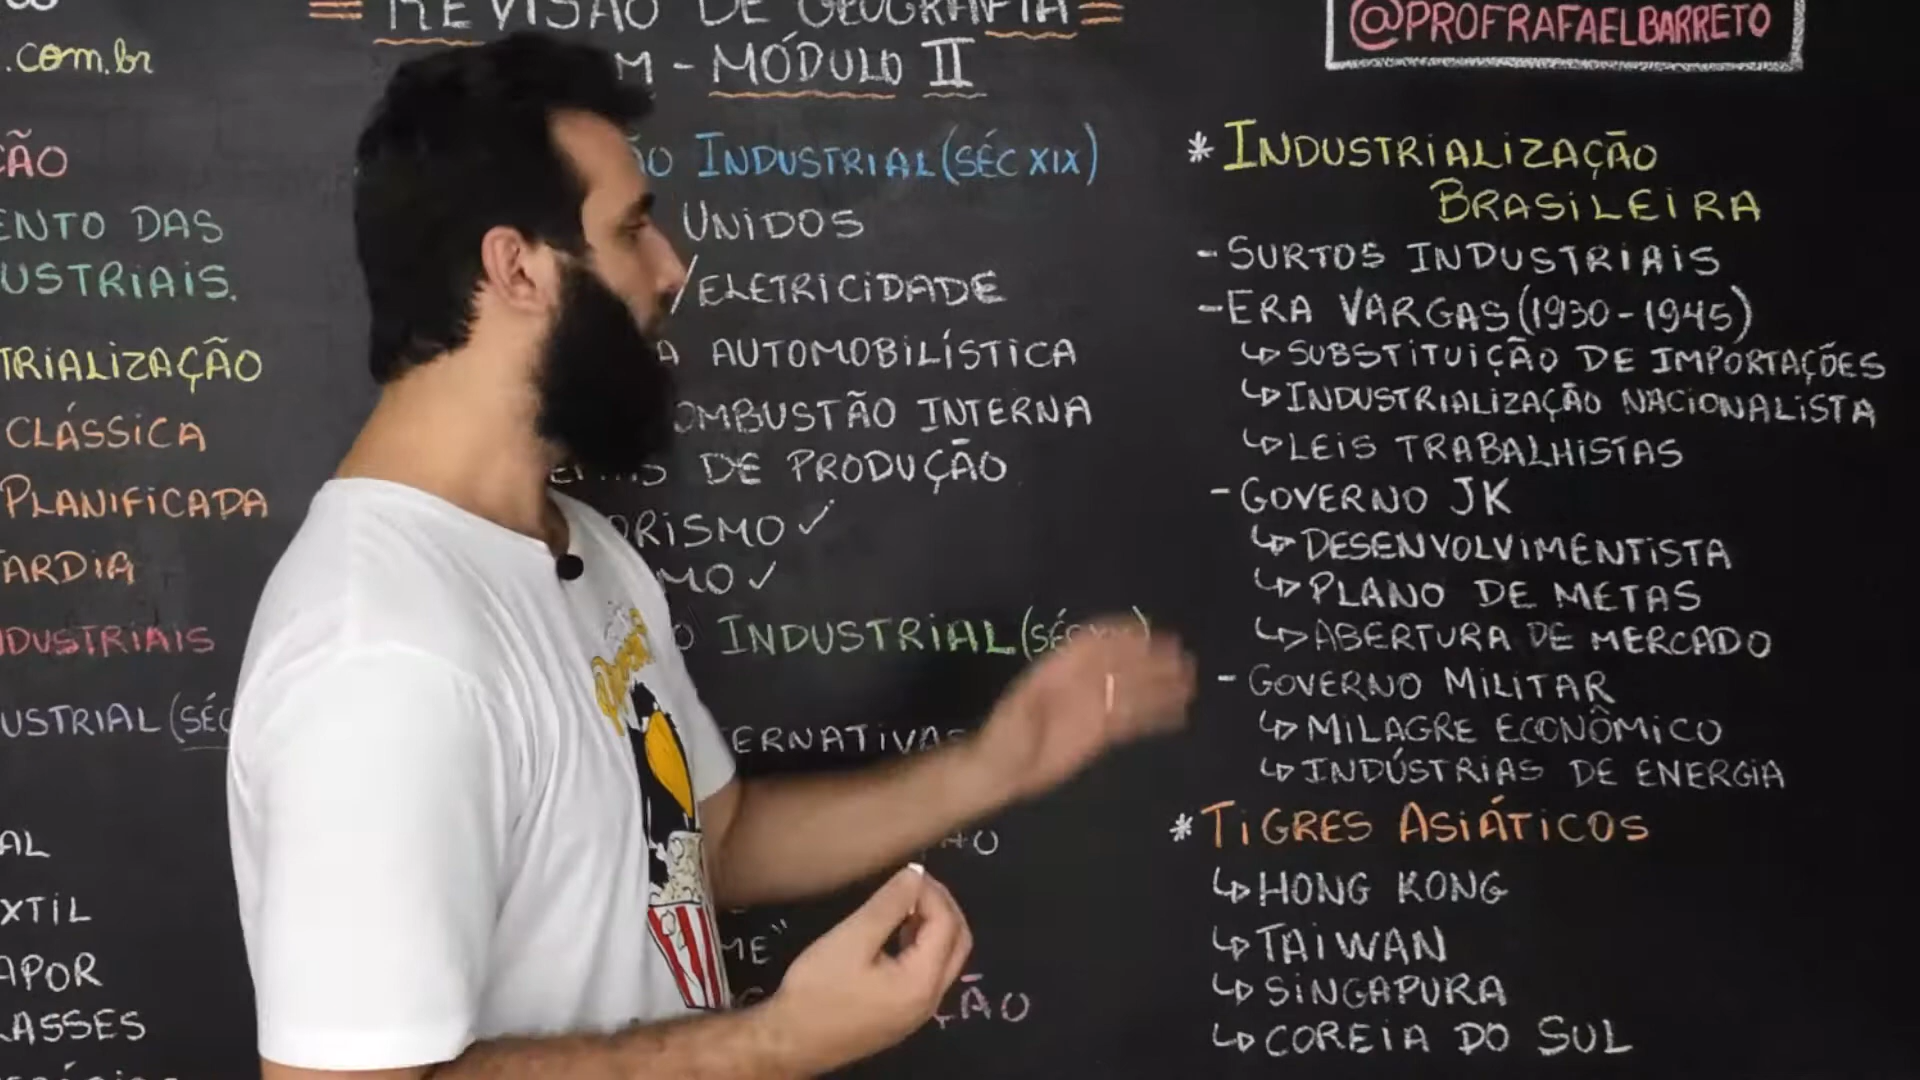 REVISÃO DE GEOGRAFIA
M - MÓDULO II
.com.br
ÇÃO
ENTO DAS
USTRIAIS.
TRIALIZAÇÃO
CLÁSSICA
PLANIFICADA
ARDIA
NDUSTRIAIS
USTRIAL (SÉC
AL
XTIL
APOR
LASSES
ÃO INDUSTRIAL (SÉC XIX)
UNIDOS
/ELETRICIDADE
A AUTOMOBILÍSTICA
OMBUSTÃO INTERNA
DE PRODUÇÃO
ORISMO ✓
MO ✓
O INDUSTRIAL (SÉC
ERNATIVAS
ME"
ÇÃO
@PROFRAFAELBARRETO
* INDUSTRIALIZAÇÃO
BRASILEIRA
- SURTOS INDUSTRIAIS
- ERA VARGAS (1930-1945)
↳ SUBSTITUIÇÃO DE IMPORTAÇÕES
↳ INDUSTRIALIZAÇÃO NACIONALISTA
↳ LEIS TRABALHISTAS
- GOVERNO JK
↳ DESENVOLVIMENTISTA
↳ PLANO DE METAS
↳ ABERTURA DE MERCADO
- GOVERNO MILITAR
↳ MILAGRE ECONÔMICO
↳ INDÚSTRIAS DE ENERGIA
* TIGRES ASIÁTICOS
↳ HONG KONG
↳ TAIWAN
↳ SINGAPURA
↳ COREIA DO SUL